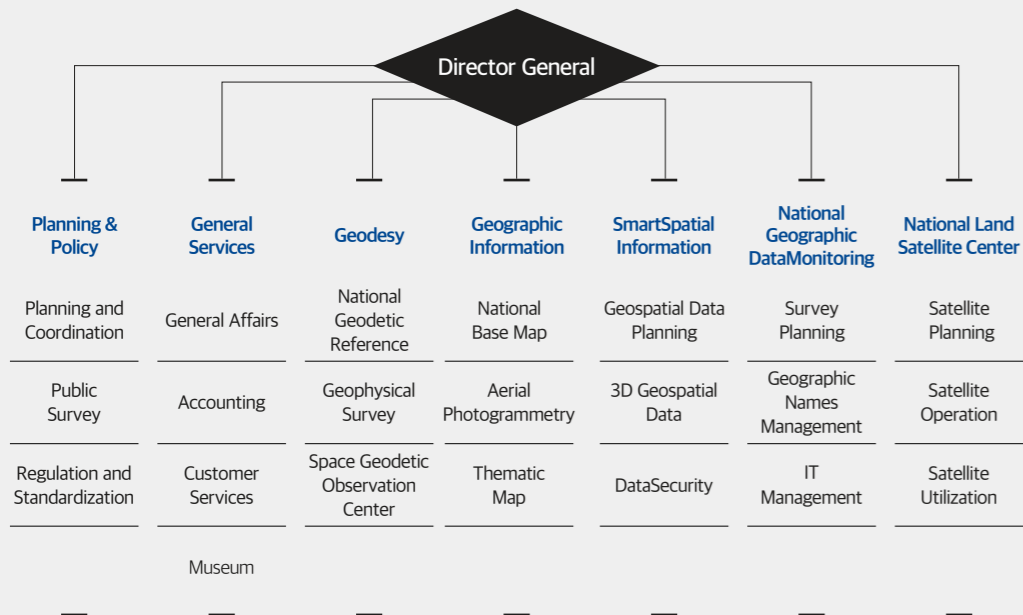 Director General
Planning &
Policy
General
Services
Geodesy
Geographic
Information
SmartSpatial
Information
National
Geographic
DataMonitoring
National Land
Satellite Center
Planning and
Coordination
General Affairs
National
Geodetic
Reference
National
Base Map
Geospatial Data
Planning
Survey
Planning
Satellite
Planning
Public
Survey
Accounting
Geophysical
Survey
Aerial
Photogrammetry
3D Geospatial
Data
Geographic
Names
Management
Satellite
Operation
Regulation and
Standardization
Customer
Services
Space Geodetic
Observation
Center
Thematic
Map
DataSecurity
IT
Management
Satellite
Utilization
Museum